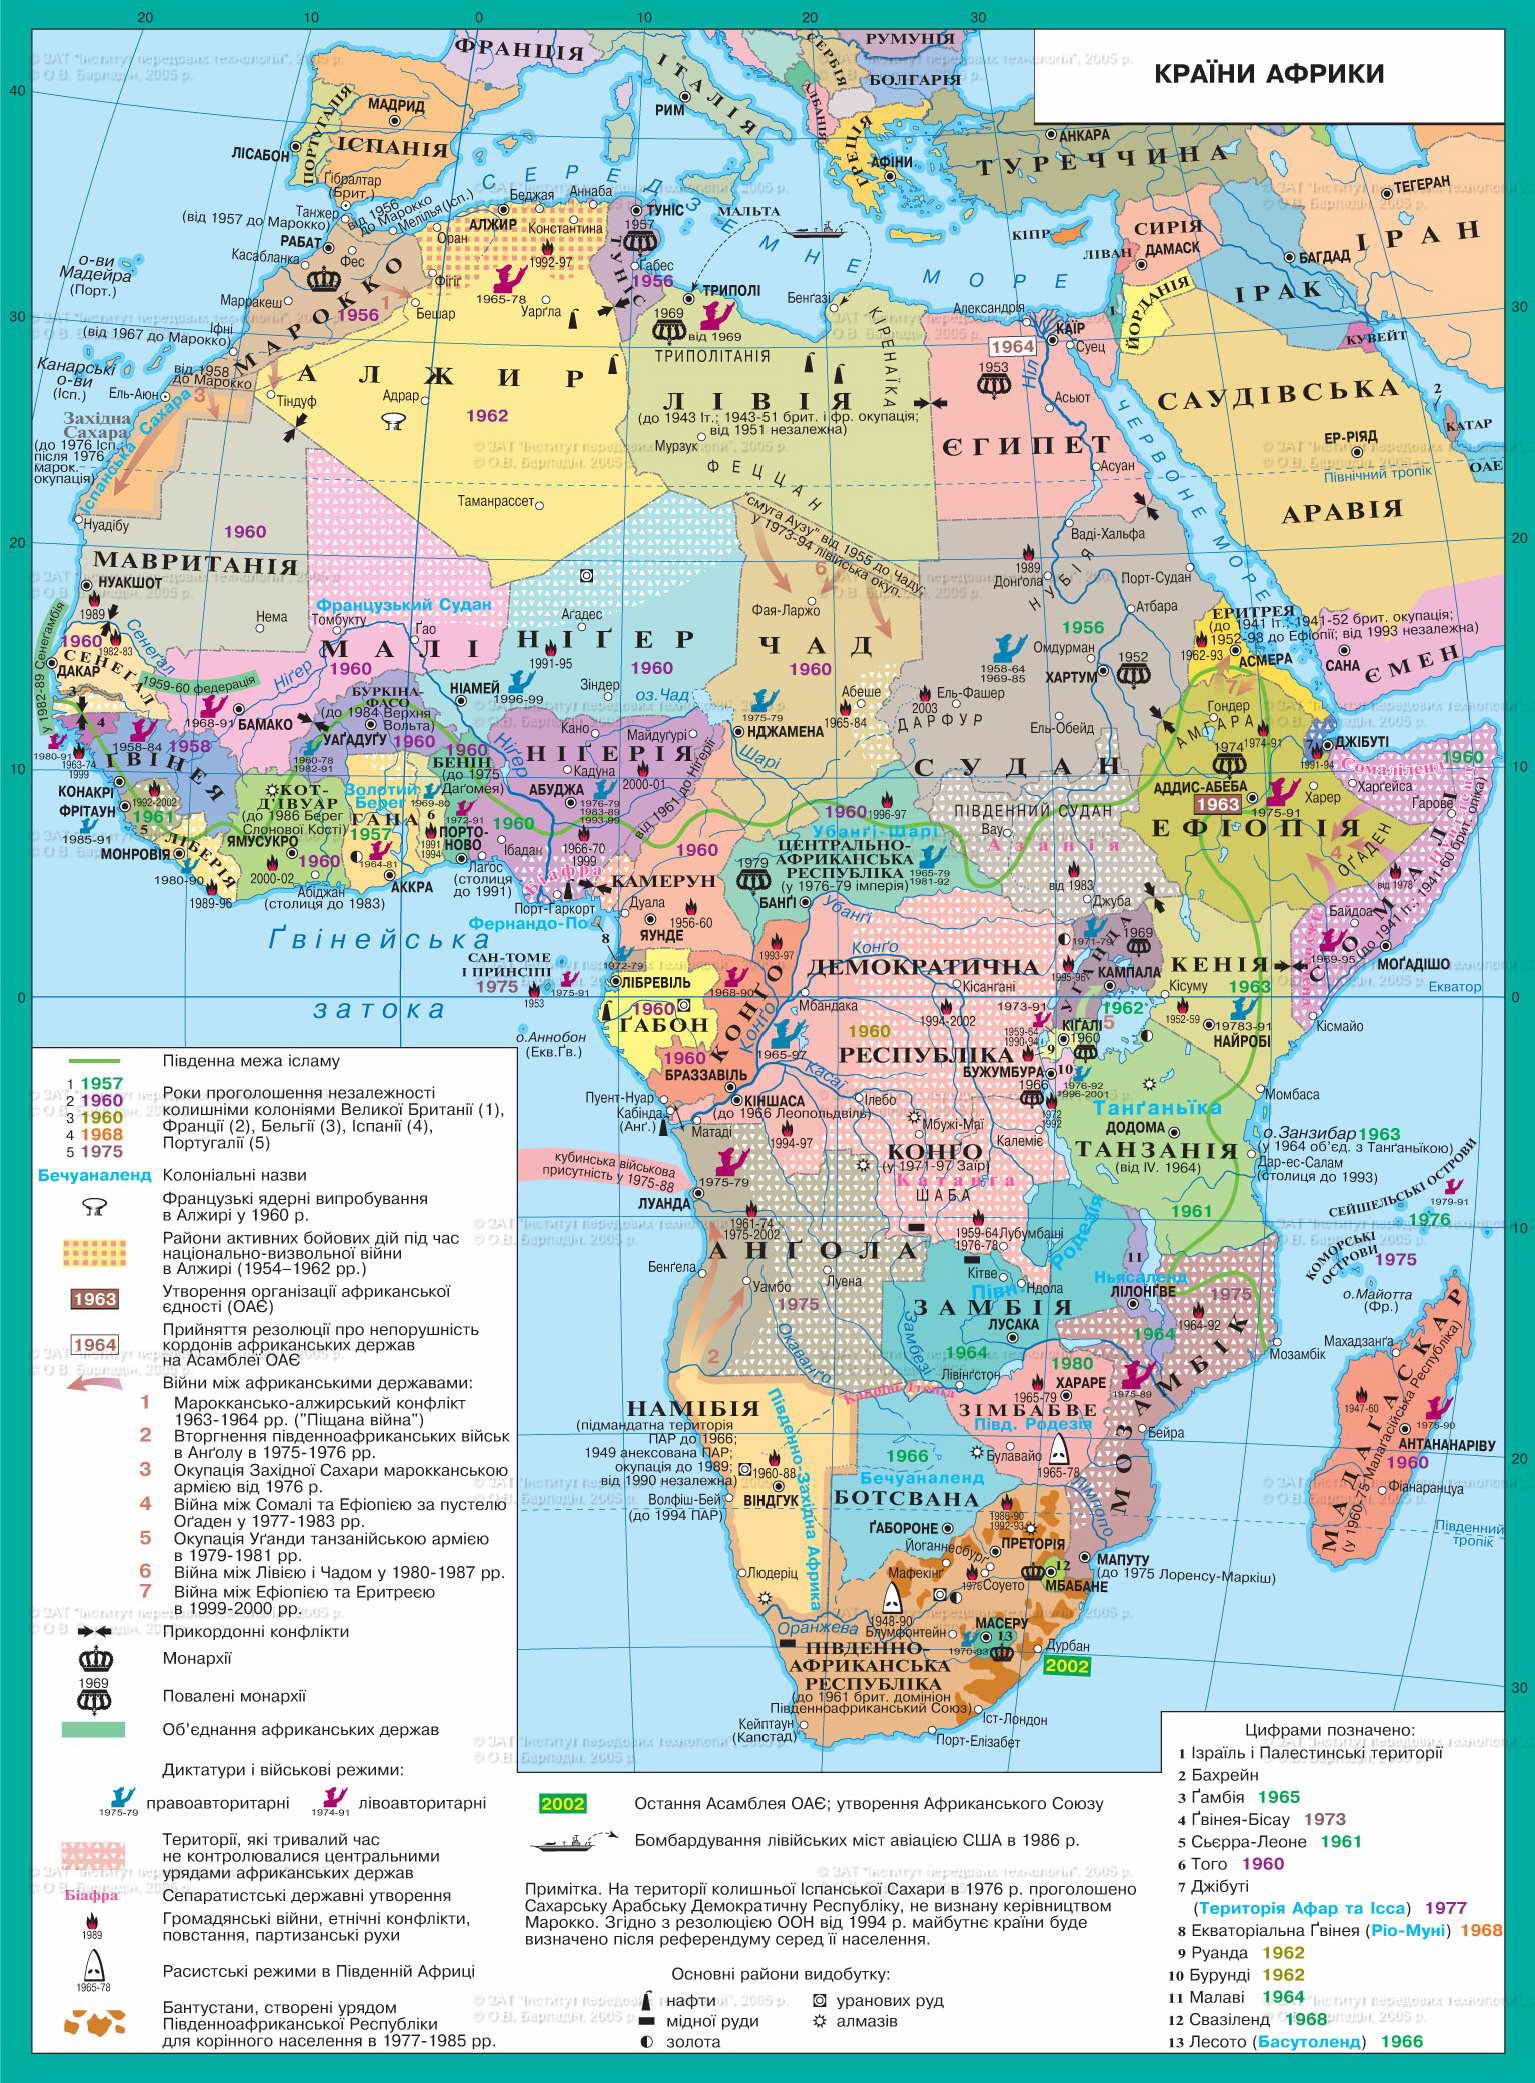 КРАЇНИ АФРИКИ
20
10
0
10
20
30
40
30
20
10
0
ФРАНЦІЯ
ІТАЛІЯ
РИМ
СЕРБІЯ
РУМУНІЯ
БОЛГАРІЯ
АЛБАНІЯ
ГРЕЦІЯ
АФІНИ
АНКАРА
ТУРЕЧЧИНА
ПОРТУГАЛІЯ
ЛІСАБОН
МАДРИД
ІСПАНІЯ
Ґібралтар
(Брит.)
СЕРЕДЗЕМНЕ МОРЕ
МАЛЬТА
КІПР
СИРІЯ
ЛІВАН
ДАМАСК
ІРАК
БАГДАД
ІРАН
ТЕГЕРАН
ЙОРДАНІЯ
КУВЕЙТ
САУДІВСЬКА
АРАВІЯ
ЕР-РІЯД
КАТАР
ОАЕ
Північний тропік
ЧЕРВОНЕ МОРЕ
ЄМЕН
САНА
Танжер
(від 1957 до Марокко)
від 1956
до Марокко
Мелілья (Ісп.)
РАБАТ
Касабланка
Фес
Марракеш
МАРОККО
1956
Іфні
(від 1967 до Марокко)
від 1958
до Марокко
о-ви
Мадейра
(Порт.)
Канарські
о-ви
(Ісп.)
Ель-Аюн
Західна
Сахара
(до 1976 Ісп.;
після 1976
марок.
окупація)
Іспанська Сахара
Нуадібу
АЛЖИР
Беджая
Аннаба
Константина
Оран
1992-97
1965-78
Фігіг
Бешар
Уарґла
АЛЖИР
1962
Адрар
Тіндуф
Таманрассет
ТУНІС
1957
ТУНІС
Габес
1956
ТРИПОЛІ
1969
від 1969
Бенгазі
ТРИПОЛІТАНІЯ
КІРЕНАЇКА
ЛІВІЯ
(до 1943 Іт.; 1943-51 брит. і фр. окупація;
від 1951 незалежна)
Мурзук
ФЕЦЦАН
Александрія
КАЇР
Суец
1964
1953
Ніл
Асьют
ЄГИПЕТ
Асуан
"смуга Аузу" від 1955 до Чаду;
у 1973-94 лівійська окуп.
МАВРИТАНІЯ
1960
НУАКШОТ
1989
Нема
Французький Судан
Томбукту
Гао
МАЛІ
1960
1959-60 федерація
1968-91
БАМАКО
Нігер
Сенегал
у 1982-89 Сенегамбія
1960
СЕНЕГАЛ
ДАКАР
1982-83
НІҐЕР
Агадес
1991-95
1960
НІАМЕЙ
1996-99
Зіндер
оз.Чад
ЧАД
Фая-Ларжо
1960
Абеше
1965-84
1975-79
НДЖАМЕНА
Шарі
СУДАН
Ваді-Хальфа
1989
Донгола
НУБІЯ
Порт-Судан
Атбара
1956
1958-64
1969-85
Омдурман
1952
ХАРТУМ
Ель-Фашер
2003
ДАРФУР
Ель-Обейд
ПІВДЕННИЙ СУДАН
Вау
Азанія
від 1983
Джуба
ЕРИТРЕЯ
(до 1941 Іт.; 1941-52 брит. окупація;
1952-93 до Ефіопії; від 1993 незалежна)
1962-93
АСМЕРА
Гондер
АМГАРА
1974
1974-91
ДЖІБУТІ
1991-94
АДДИС-АБЕБА
1963
1975-91
Харер
ЕФІОПІЯ
ОҐАДЕН
Сомаліленд
1960
Харгейса
Гарове
СОМАЛІ
(до 1941 Іт., 1941-60 брит. опіка)
від 1978
Байдоа
1969-95
МОҐАДІШО
Кісмайо
Екватор
ІВІНЕЯ
1958
1958-84
1980-91
1963-74
1999
КОНАКРІ
ФРІТАУН
1992-2002
1961
1985-91
ЛІБЕРІЯ
МОНРОВІЯ
1980-90
1989-96
КОТ-
Д'ІВУАР
(до 1986 Берег
Слонової Кості)
ЯМУСУКРО
1960
2000-02
Абіджан
(столиця до 1983)
БУРКІНА-
ФАСО
(до 1984 Верхня
Вольта)
УАГАДУГУ
1960
1960-78
1982-91
Золотий
Берег
ГАНА
1957
1964-81
АККРА
1969-80
1991
1994
БЕНІН
1960
(до 1975
Дагомея)
1972-91
ПОРТО-
НОВО
Лагос
(столиця
до 1991)
НІГЕРІЯ
Кано
Майдугурі
Кадуна
2000-01
АБУДЖА
1976-79
1983-89
1993-99
1960
Ібадан
1966-70
1999
Біафра
Порт-Гаркорт
від 1961 до Нігерії
1960
КАМЕРУН
Дуала
ЯУНДЕ
1956-60
Фернандо-По
1972-79
Ґвінейська
затока
САН-ТОМЕ
І ПРИНСІПІ
1975
1953
1975-91
о.Аннобон
(Екв.Ґв.)
1960
1996-97
Убанґі-Шарі
ЦЕНТРАЛЬНО-
АФРИКАНСЬКА
РЕСПУБЛІКА
(у 1976-79 імперія)
1979
1965-79
1981-92
БАНҐІ
Убанґі
ЛІБРЕВІЛЬ
1960
ҐАБОН
КОНГО
1993-97
1968-90
1960
БРАЗЗАВІЛЬ
Пуент-Нуар
Кабінда
(Анґ.)
Матаді
ДЕМОКРАТИЧНА
РЕСПУБЛІКА
КОНҐО
(у 1971-97 Заїр)
Конго
Мбандака
Кісангані
1994-2002
1960
1965-97
Касаї
КІНШАСА
(до 1966 Леопольдвіль)
Ілебо
1994-97
Мбужі-Маї
Калеміє
Катанга
ШАБА
1959-64
1976-78
Лубумбаші
УГАНДА
1971-79
1969
КАМПАЛА
1962
1973-91
1959-64
1990-94
КІГАЛІ
1960
БУЖУМБУРА
1966
1976-92
1996-2001
1972
1992
КЕНІЯ
1963
Кісуму
1952-59
19783-91
НАЙРОБІ
Момбаса
Танґаньїка
ДОДОМА
ТАНЗАНІЯ
(від IV. 1964)
1961
о.Занзибар 1963
(у 1964 об'єд. з Танґаньїкою)
Дар-ес-Салам
(столиця до 1993)
СЕЙШЕЛЬСЬКІ ОСТРОВИ
1979-91
1976
КОМОРСЬКІ
ОСТРОВИ
1975
о.Майотта
(Фр.)
кубинська військова
присутність у 1975-88
ЛУАНДА
1975-79
1961-74
1975-2002
АНҐОЛА
Бенґела
Уамбо
Луена
1975
Окаванго
Замбезі
Півн. Родезія
Кітве
Ндола
ЗАМБІЯ
ЛУСАКА
1964
Лівінґстон
Ньясаленд
ЛІЛОНГВЕ
1964
1975
1964-92
Мозамбік
МОЗАМБІК
1975-89
Бейра
1980
ХАРАРЕ
1965-79
ЗІМБАБВЕ
Півд. Родезія
Булавайо
1965-78
Лімпопо
НАМІБІЯ
(підмандатна територія
ПАР до 1966;
1949 анексована ПАР;
окупація до 1989;
від 1990 незалежна)
1960-88
ВІНДГУК
Волфіш-Бей
(до 1994 ПАР)
Людеріц
Південно-Західна Африка
1966
Бечуаналенд
БОТСВАНА
ҐАБОРОНЕ
1986-90
1992-93
ПРЕТОРІЯ
Йоганнесбург
Мафекінґ
1976
Соуето
МБАБАНЕ
МАПУТУ
(до 1975 Лоренсу-Маркіш)
1948-90
Блумфонтейн
МАСЕРУ
1970-93
Оранжева
Дурбан
2002
ПІВДЕННО-
АФРИКАНСЬКА
РЕСПУБЛІКА
(до 1961 брит. домініон
Південноафриканський Союз)
Іст-Лондон
Порт-Елізабет
Кейптаун
(Капстад)
Махадзанґа
МАДАГАСКАР
(у 1960-75 Малагасійська Республіка)
1947-60
1975-90
АНТАНАНАРІВУ
1960
Фіанаранцуа
Південний
тропік
Південна межа ісламу
1 1957
2 1960
3 1960
4 1968
5 1975
Роки проголошення незалежності
колишніми колоніями Великої Британії (1),
Франції (2), Бельгії (3), Іспанії (4),
Португалії (5)
Бечуаналенд Колоніальні назви
Французькі ядерні випробування
в Алжирі у 1960 р.
Райони активних бойових дій під час
національно-визвольної війни
в Алжирі (1954–1962 рр.)
1963 Утворення організації африканської
єдності (ОАЄ)
1964 Прийняття резолюції про непорушність
кордонів африканських держав
на Асамблеї ОАЄ
Війни між африканськими державами:
1 Мароккансько-алжирський конфлікт
1963-1964 рр. ("Піщана війна")
2 Вторгнення південноафриканських військ
в Анґолу в 1975-1976 рр.
3 Окупація Західної Сахари марокканською
армією від 1976 р.
4 Війна між Сомалі та Ефіопією за пустелю
Оґаден у 1977-1983 рр.
5 Окупація Уґанди танзанійською армією
в 1979-1981 рр.
6 Війна між Лівією і Чадом у 1980-1987 рр.
7 Війна між Ефіопією та Еритреєю
в 1999-2000 рр.
Прикордонні конфлікти
Монархії
1969
Повалені монархії
Об'єднання африканських держав
Диктатури і військові режими:
1975-79 правоавторитарні 1974-91 лівоавторитарні
Території, які тривалий час
не контролювалися центральними
урядами африканських держав
Біафра Сепаратистські державні утворення
Громадянські війни, етнічні конфлікти,
повстання, партизанські рухи
1989
Расистські режими в Південній Африці
1965-78
Бантустани, створені урядом
Південноафриканської Республіки
для корінного населення в 1977-1985 рр.
2002 Остання Асамблея ОАЄ; утворення Африканського Союзу
Бомбардування лівійських міст авіацією США в 1986 р.
Примітка. На території колишньої Іспанської Сахари в 1976 р. проголошено
Сахарську Арабську Демократичну Республіку, не визнану керівництвом
Марокко. Згідно з резолюцією ООН від 1994 р. майбутнє країни буде
визначено після референдуму серед її населення.
Основні райони видобутку:
нафти
мідної руди
золота
уранових руд
алмазів
Цифрами позначено:
1 Ізраїль і Палестинські території
2 Бахрейн
3 Ґамбія 1965
4 Ґвінея-Бісау 1973
5 Сьєрра-Леоне 1961
6 Того 1960
7 Джібуті
(Територія Афар та Ісса) 1977
8 Екваторіальна Ґвінея (Ріо-Муні) 1968
9 Руанда 1962
10 Бурунді 1962
11 Малаві 1964
12 Свазіленд 1968
13 Лесото (Басутоленд) 1966
© ЗАТ "Інститут передових технологій", 2005 р.
© О.В. Барладін, 2005 р.